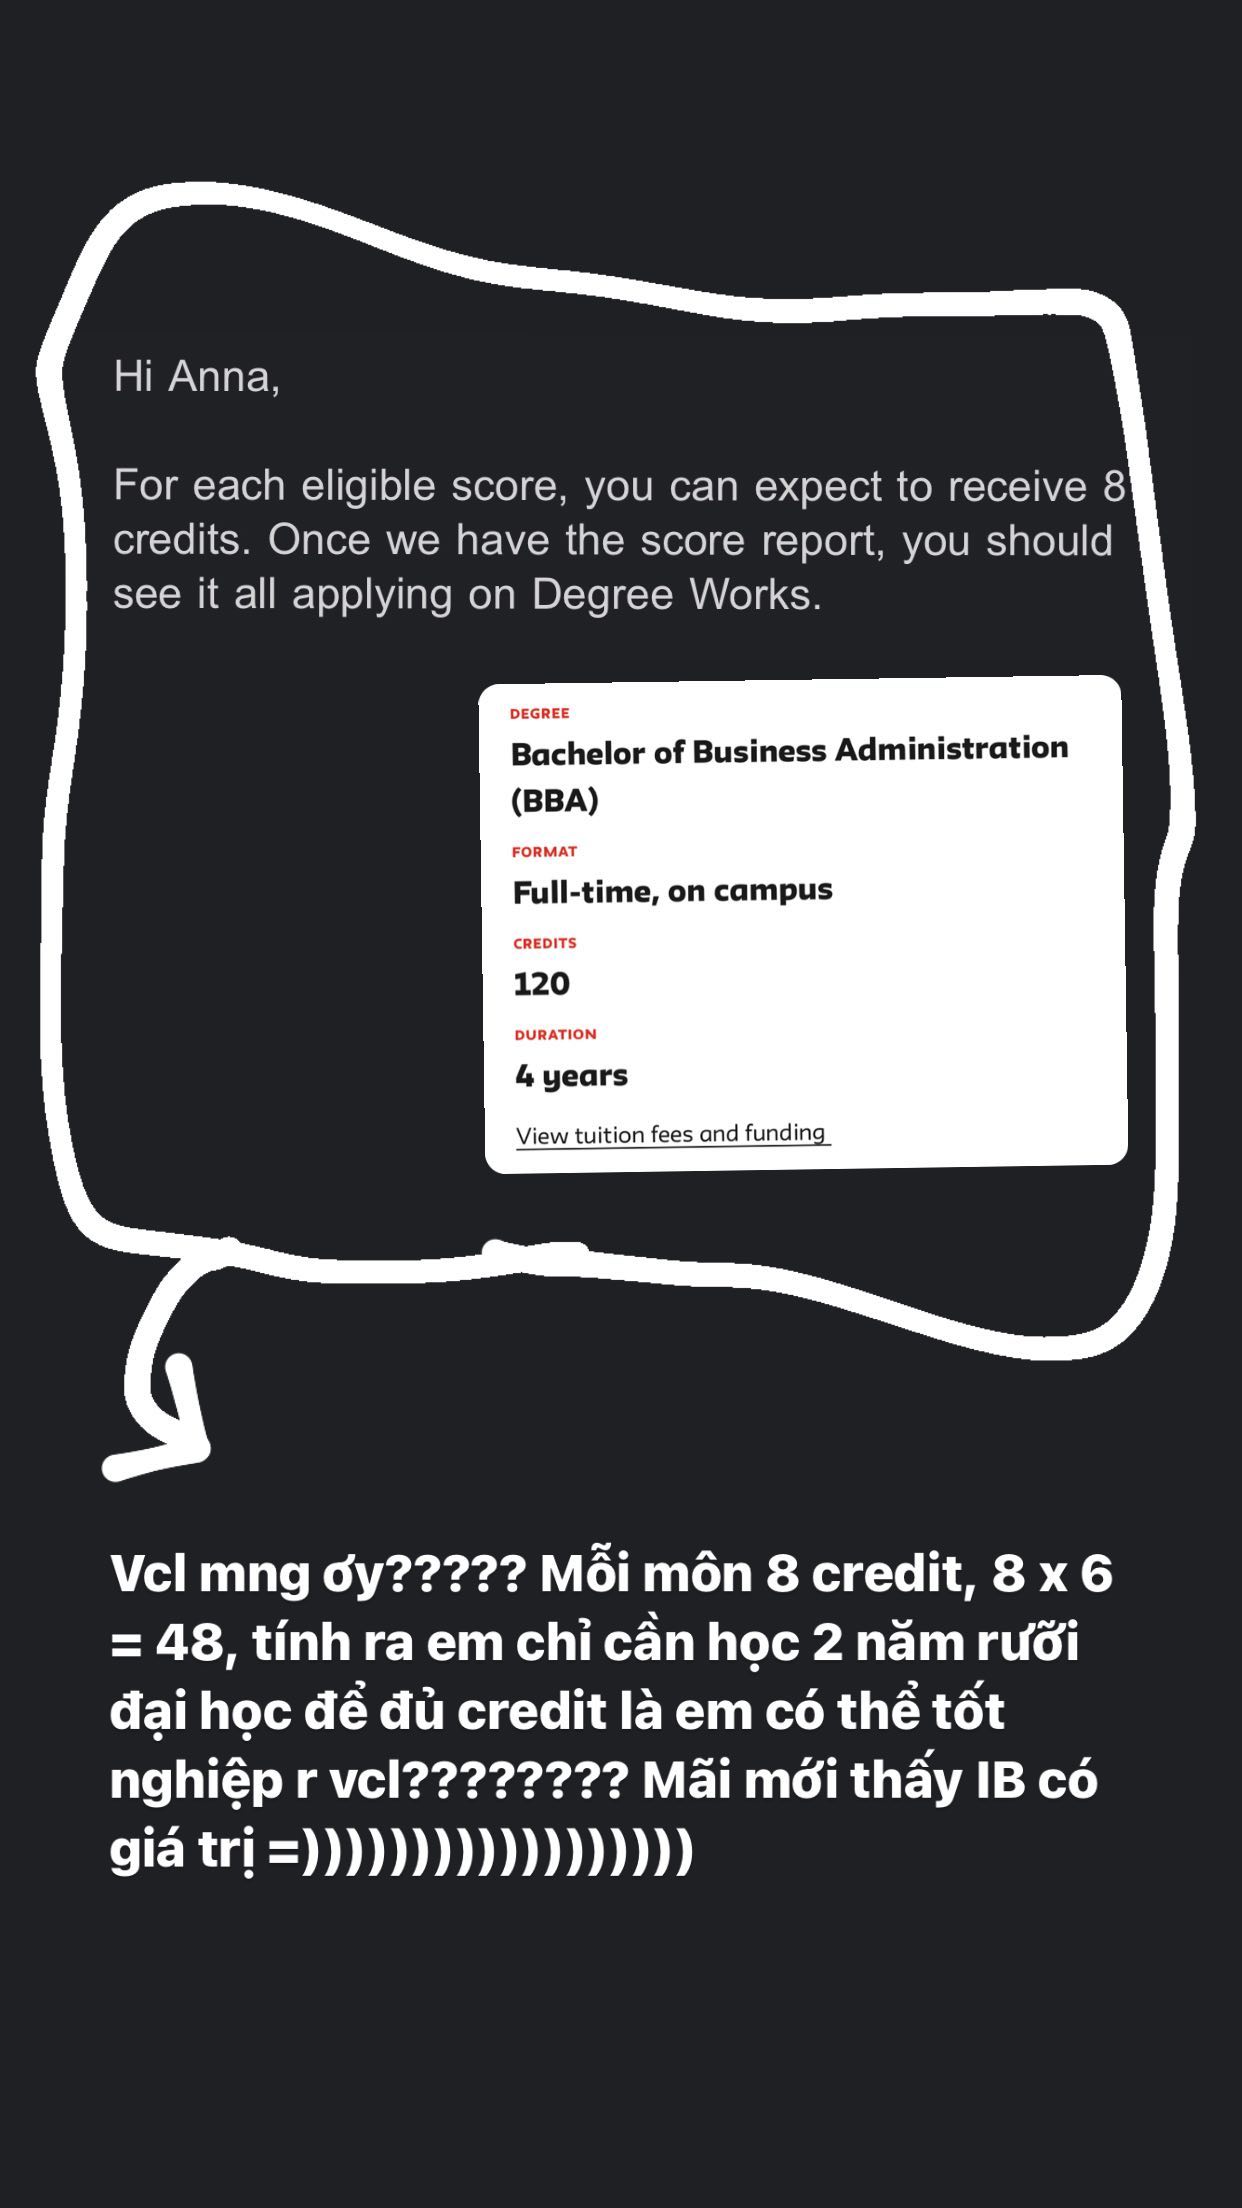 Hi Anna,
For each eligible score, you can expect to receive 8
credits. Once we have the score report, you should
see it all applying on Degree Works.
DEGREE
Bachelor of Business Administration
(BBA)
FORMAT
Full-time, on campus
CREDITS
120
DURATION
4 years
View tuition fees and funding
Vcl mng ơy????? Mỗi môn 8 credit, 8 x 6
= 48, tính ra em chỉ cần học 2 năm rưỡi
đại học để đủ credit là em có thể tốt
nghiệp r vcl???????? Mãi mới thấy IB có
giá trị =))))))))))))))))))